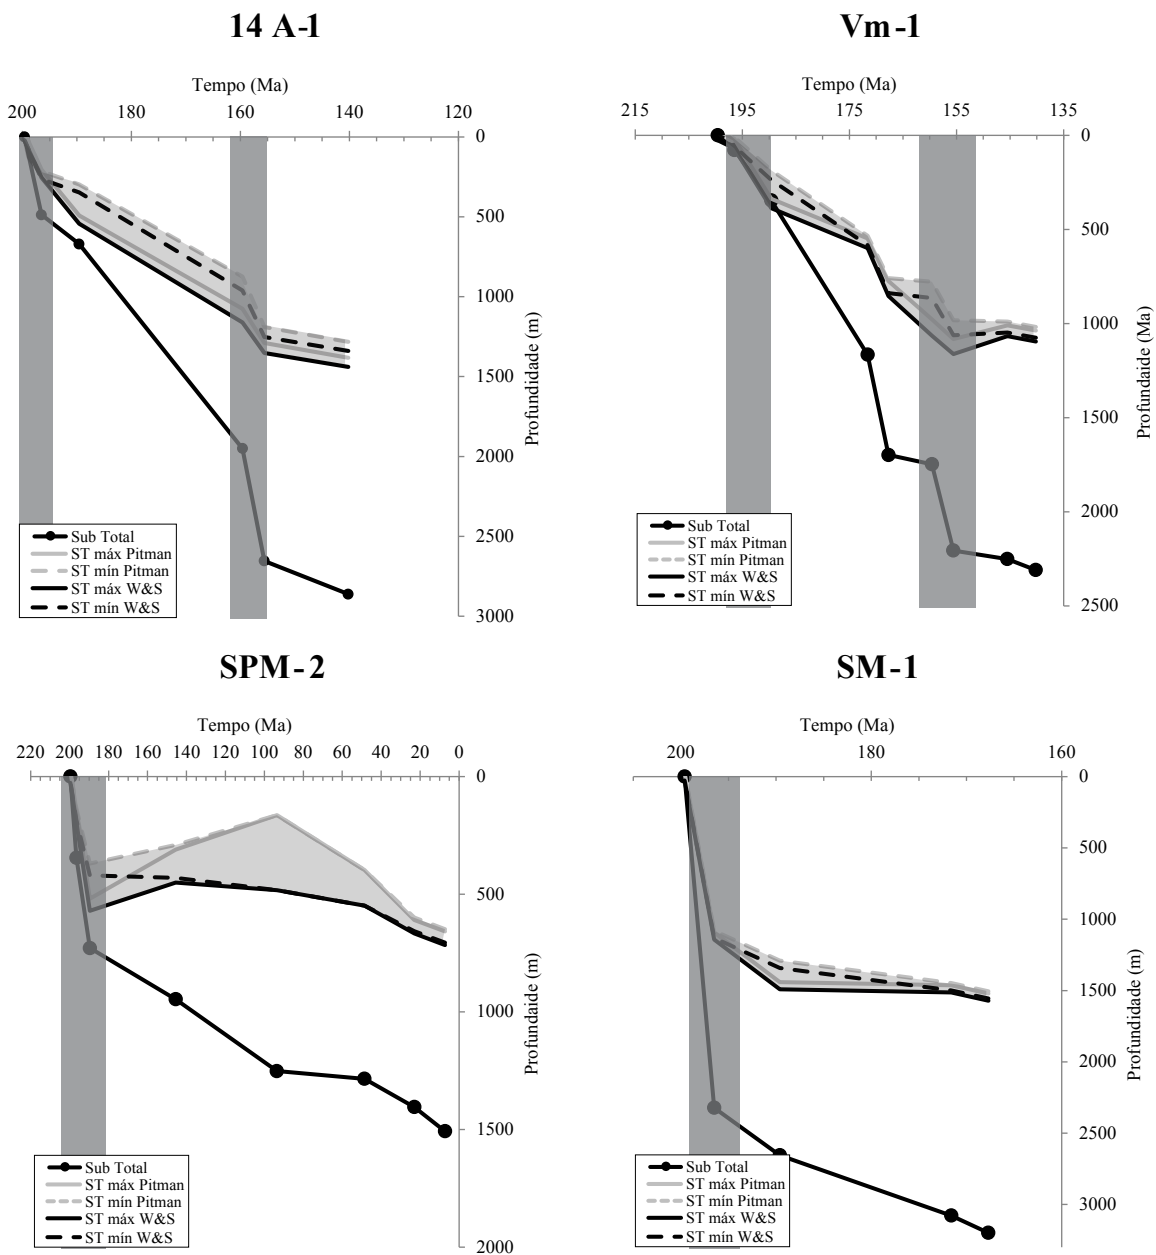 14 A-1
Tempo (Ma)
200 180 160 140 120
0
500
1000
1500
2000
2500
3000
Profundidade (m)
Sub Total
ST máx Pitman
ST mín Pitman
ST máx W&S
ST mín W&S
Vm-1
Tempo (Ma)
215 195 175 155 135
0
500
1000
1500
2000
2500
Profundaide (Ma)
Sub Total
ST máx Pitman
ST mín Pitman
ST máx W&S
ST mín W&S
SPM-2
Tempo (Ma)
220 200 180 160 140 120 100 80 60 40 20 0
0
500
1000
1500
2000
Profundaide (m)
Sub Total
ST máx Pitman
ST mín Pitman
ST máx W&S
ST mín W&S
SM-1
Tempo (Ma)
200 180 160
0
500
1000
1500
2000
2500
3000
Profundidade (m)
Sub Total
ST máx Pitman
ST mín Pitman
ST máx W&S
ST mín W&S